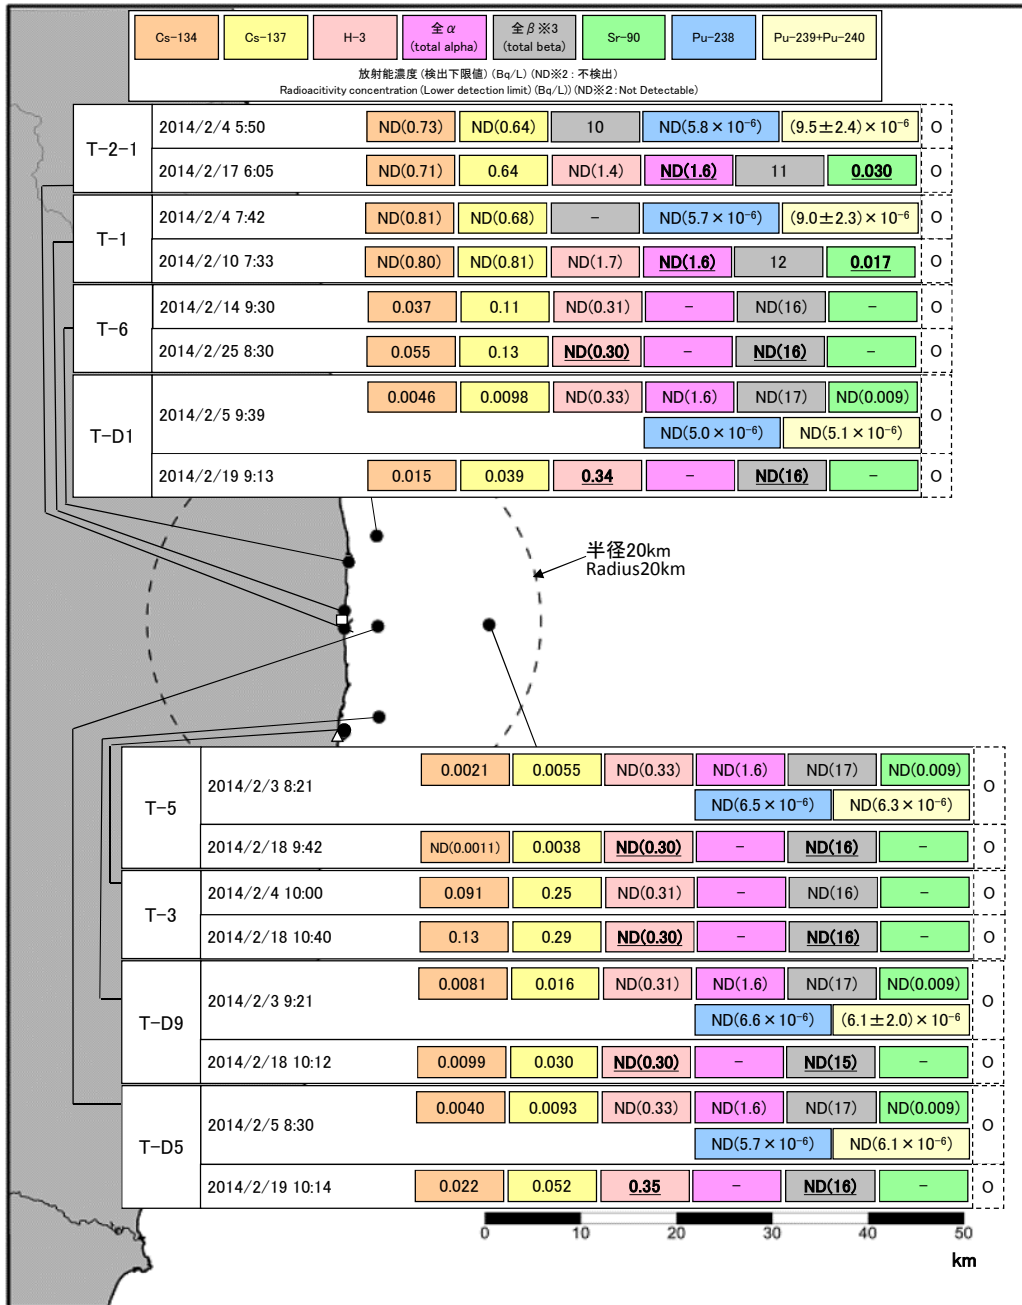 Cs-134 Cs-137 H-3 全α (total alpha) 全β※3 (total beta) Sr-90 Pu-238 Pu-239+Pu-240
放射能濃度(検出下限値)(Bq/L)(ND※2：不検出)
Radioacitivity concentration (Lower detection limit) (Bq/L)) (ND※2:Not Detectable)
T-2-1
2014/2/4 5:50 ND(0.73) ND(0.64) 10 ND(5.8×10⁻⁶) (9.5±2.4)×10⁻⁶ O
2014/2/17 6:05 ND(0.71) 0.64 ND(1.4) ND(1.6) 11 0.030 O
T-1
2014/2/4 7:42 ND(0.81) ND(0.68) - ND(5.7×10⁻⁶) (9.0±2.3)×10⁻⁶ O
2014/2/10 7:33 ND(0.80) ND(0.81) ND(1.7) ND(1.6) 12 0.017 O
T-6
2014/2/14 9:30 0.037 0.11 ND(0.31) - ND(16) - O
2014/2/25 8:30 0.055 0.13 ND(0.30) - ND(16) - O
T-D1
2014/2/5 9:39 0.0046 0.0098 ND(0.33) ND(1.6) ND(17) ND(0.009) O
ND(5.0×10⁻⁶) ND(5.1×10⁻⁶)
2014/2/19 9:13 0.015 0.039 0.34 - ND(16) - O
半径20km
Radius20km
T-5
2014/2/3 8:21 0.0021 0.0055 ND(0.33) ND(1.6) ND(17) ND(0.009) O
ND(6.5×10⁻⁶) ND(6.3×10⁻⁶)
2014/2/18 9:42 ND(0.0011) 0.0038 ND(0.30) - ND(16) - O
T-3
2014/2/4 10:00 0.091 0.25 ND(0.31) - ND(16) - O
2014/2/18 10:40 0.13 0.29 ND(0.30) - ND(16) - O
T-D9
2014/2/3 9:21 0.0081 0.016 ND(0.31) ND(1.6) ND(17) ND(0.009) O
ND(6.6×10⁻⁶) (6.1±2.0)×10⁻⁶
2014/2/18 10:12 0.0099 0.030 ND(0.30) - ND(15) - O
T-D5
2014/2/5 8:30 0.0040 0.0093 ND(0.33) ND(1.6) ND(17) ND(0.009) O
ND(5.7×10⁻⁶) ND(6.1×10⁻⁶)
2014/2/19 10:14 0.022 0.052 0.35 - ND(16) - O
0 10 20 30 40 50
km